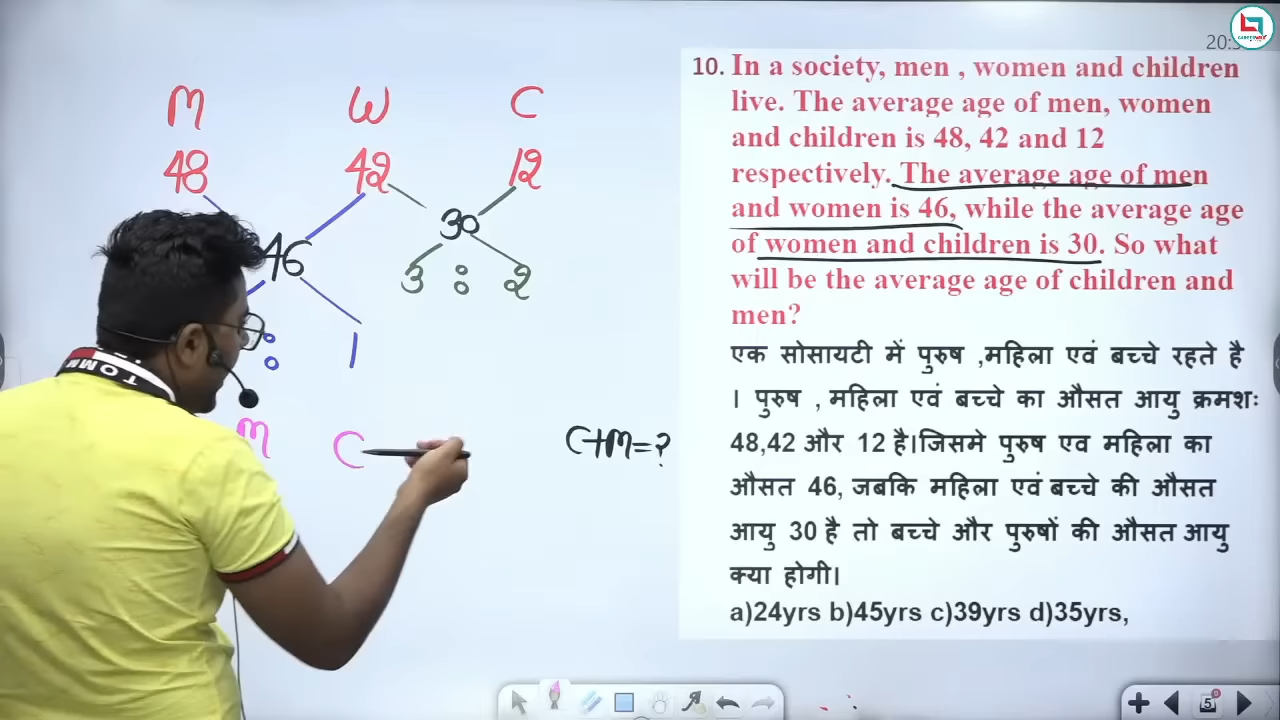 20:
M W C
48 42 12
46 30
3 : 2
: 1
M C
C+M=?
10. In a society, men , women and children
live. The average age of men, women
and children is 48, 42 and 12
respectively. The average age of men
and women is 46, while the average age
of women and children is 30. So what
will be the average age of children and
men?
एक सोसायटी में पुरुष ,महिला एवं बच्चे रहते है
। पुरुष , महिला एवं बच्चे का औसत आयु क्रमशः
48,42 और 12 है।जिसमे पुरुष एव महिला का
औसत 46, जबकि महिला एवं बच्चे की औसत
आयु 30 है तो बच्चे और पुरुषों की औसत आयु
क्या होगी।
a)24yrs b)45yrs c)39yrs d)35yrs,
TOMM
5